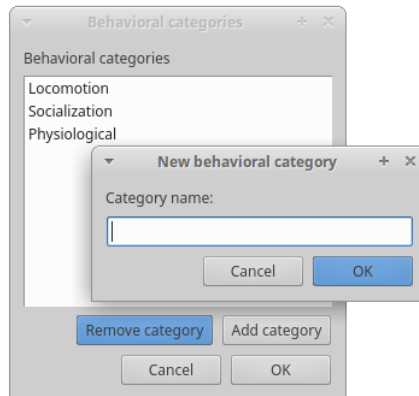 Behavioral categories
Behavioral categories
Locomotion
Socialization
Physiological
New behavioral category
Category name:
Cancel OK
Remove category Add category
Cancel OK